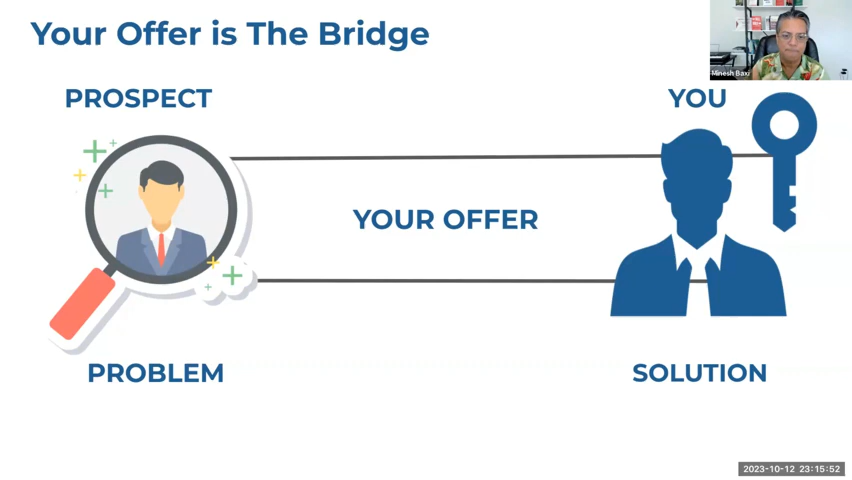 Your Offer is The Bridge
Minesh Baxi
PROSPECT
YOU
YOUR OFFER
PROBLEM
SOLUTION
2023-10-12 23:15:52